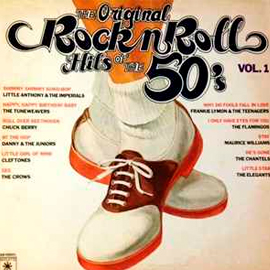 THE Original
Rock n Roll
Hits OF THE
50's
VOL. 1
SHIMMY SHIMMY KOKO BOP
LITTLE ANTHONY & THE IMPERIALS
HAPPY, HAPPY BIRTHDAY BABY
THE TUNEWEAVERS
ROLL OVER BEETHOVEN
CHUCK BERRY
AT THE HOP
DANNY & THE JUNIORS
LITTLE GIRL OF MINE
CLEFTONES
GEE
THE CROWS
WHY DO FOOLS FALL IN LOVE
FRANKIE LYMON & THE TEENAGERS
I ONLY HAVE EYES FOR YOU
THE FLAMINGOS
STAY
MAURICE WILLIAMS
HE'S GONE
THE CHANTELS
LITTLE STAR
THE ELEGANTS